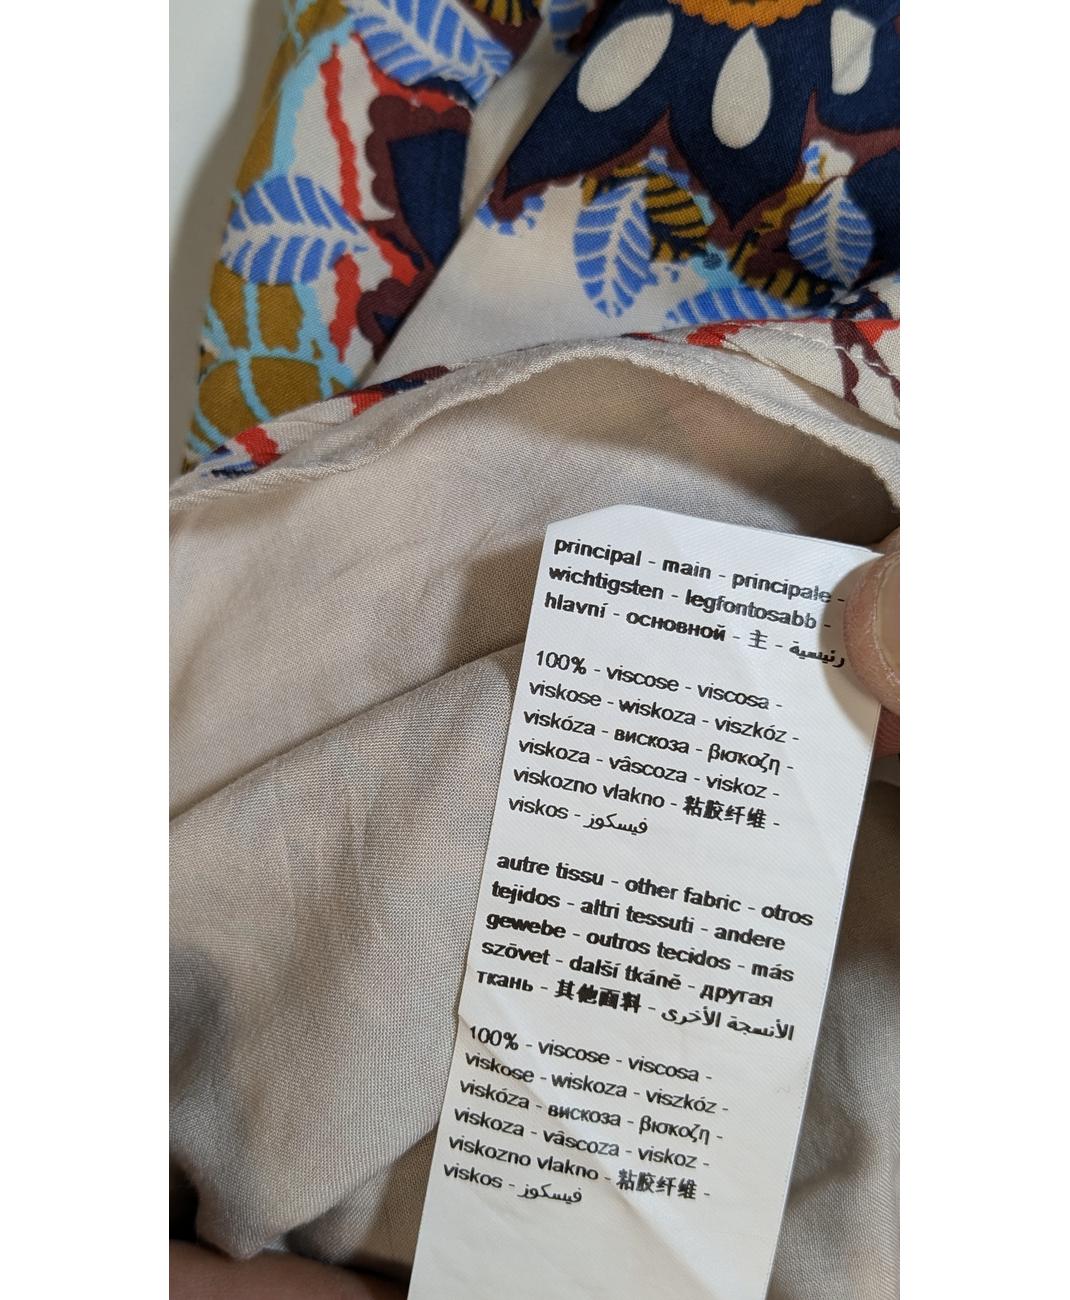 principal - main - principale -
wichtigsten - legfontosabb -
hlavní - основной - 主 - رئيسية
100% - viscose - viscosa -
viskose - wiskoza - viszkóz -
viskóza - вискоза - βισκοζη -
viskoza - vâscoza - viskoz -
viskozno vlakno - 粘胶纤维 -
viskos - فيسكوز
autre tissu - other fabric - otros
tejidos - altri tessuti - andere
gewebe - outros tecidos - más
szövet - další tkáně - другая
ткань - 其他面料 - الأنسجة الأخرى
100% - viscose - viscosa -
viskose - wiskoza - viszkóz -
viskóza - вискоза - βισκοζη -
viskoza - vâscoza - viskoz -
viskozno vlakno - 粘胶纤维 -
viskos - فيسكوز